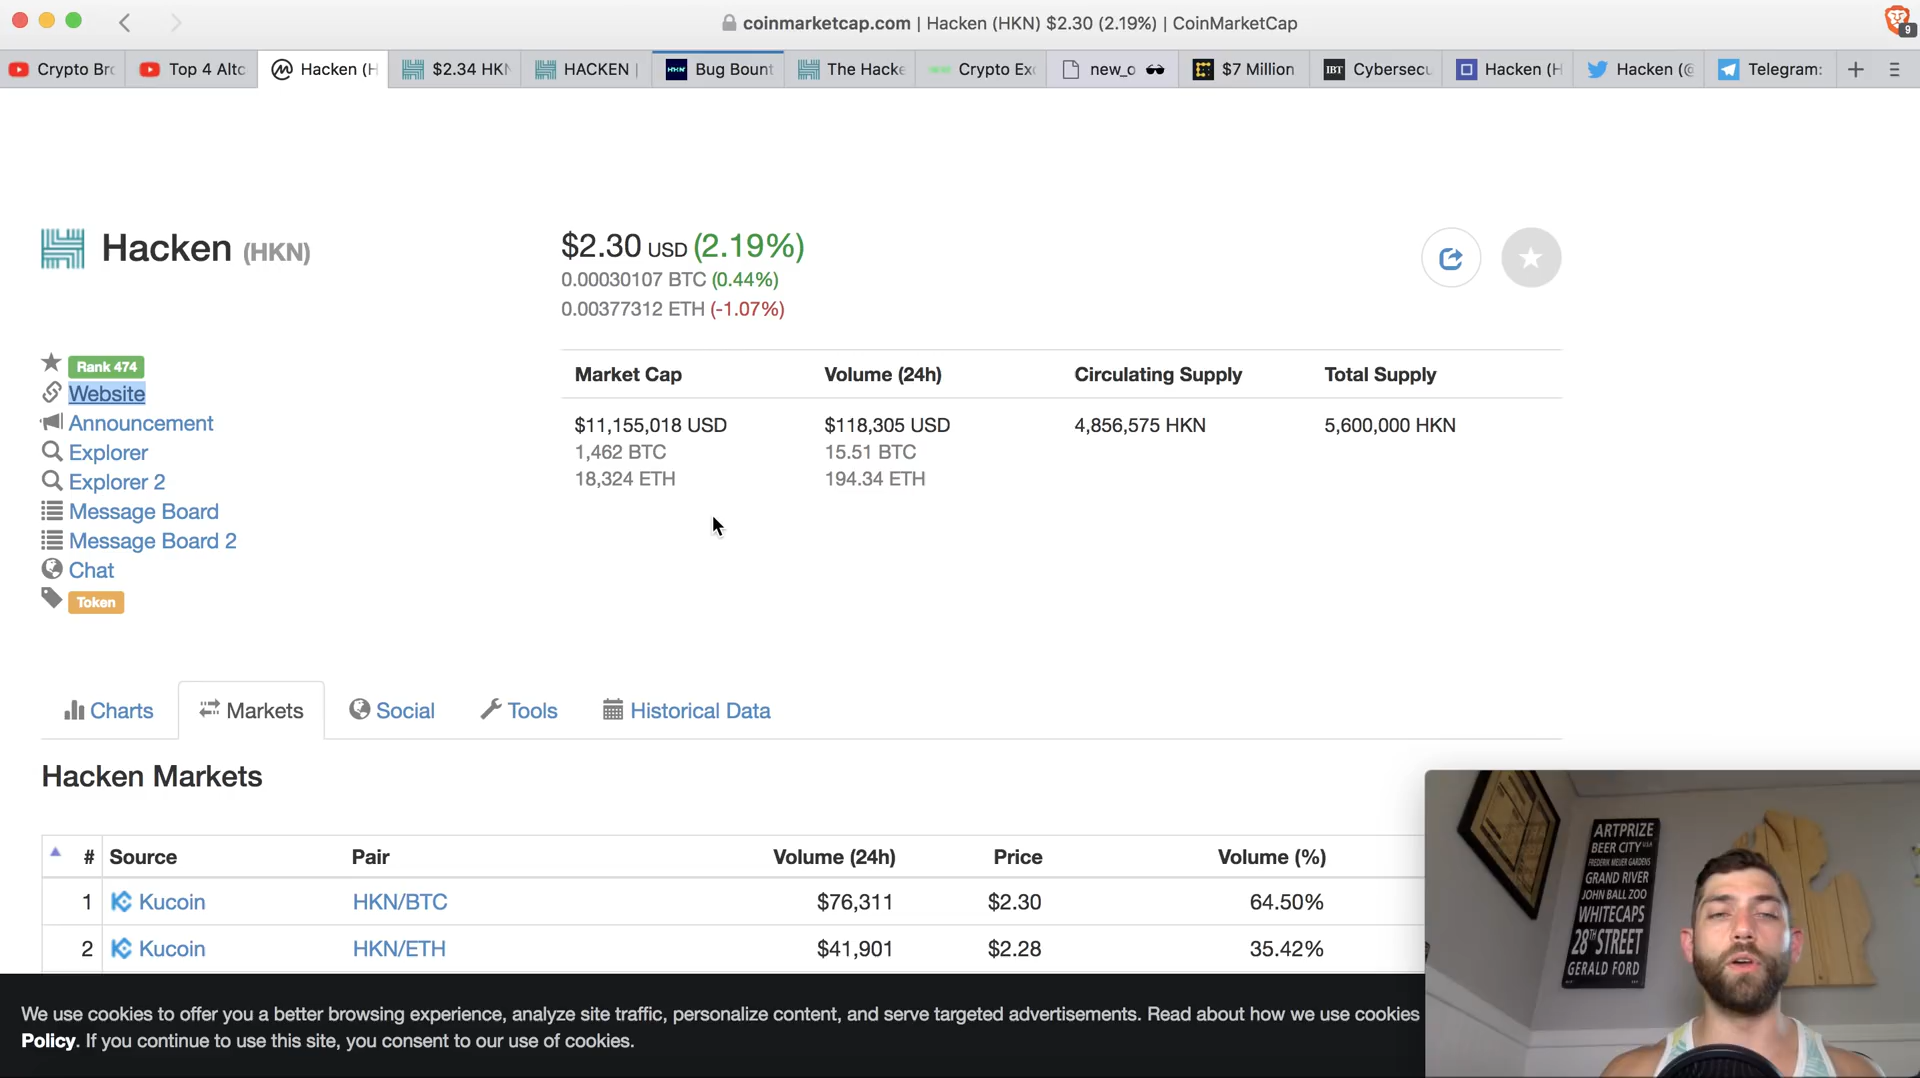 coinmarketcap.com | Hacken (HKN) $2.30 (2.19%) | CoinMarketCap
9
Crypto Bro
Top 4 Altc
Hacken (H
$2.34 HKN
HACKEN |
Bug Bount
The Hacke
Crypto Exc
new_o
$7 Million
IBT Cybersecu
Hacken (H
Hacken (@
Telegram:
Hacken (HKN)
$2.30 USD (2.19%)
0.00030107 BTC (0.44%)
0.00377312 ETH (-1.07%)
Rank 474
Website
Announcement
Explorer
Explorer 2
Message Board
Message Board 2
Chat
Token
Market Cap Volume (24h) Circulating Supply Total Supply
$11,155,018 USD $118,305 USD 4,856,575 HKN 5,600,000 HKN
1,462 BTC 15.51 BTC
18,324 ETH 194.34 ETH
Charts Markets Social Tools Historical Data
Hacken Markets
# Source Pair Volume (24h) Price Volume (%)
1 Kucoin HKN/BTC $76,311 $2.30 64.50%
2 Kucoin HKN/ETH $41,901 $2.28 35.42%
We use cookies to offer you a better browsing experience, analyze site traffic, personalize content, and serve targeted advertisements. Read about how we use cookies
Policy. If you continue to use this site, you consent to our use of cookies.
ARTPRIZE
BEER CITY U.S.A
FREDERIK MEIJER GARDENS
GRAND RIVER
JOHN BALL ZOO
WHITECAPS
28TH STREET
GERALD FORD